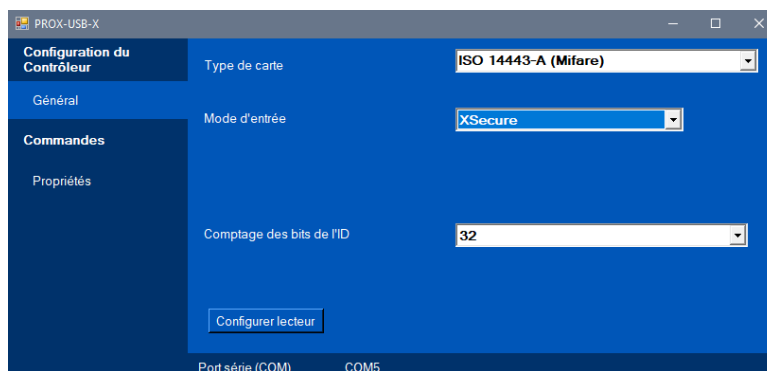 PROX-USB-X
Configuration du
Contrôleur
Général
Commandes
Propriétés
Type de carte
ISO 14443-A (Mifare)
Mode d'entrée
XSecure
Comptage des bits de l'ID
32
Configurer lecteur
Port série (COM) COM5